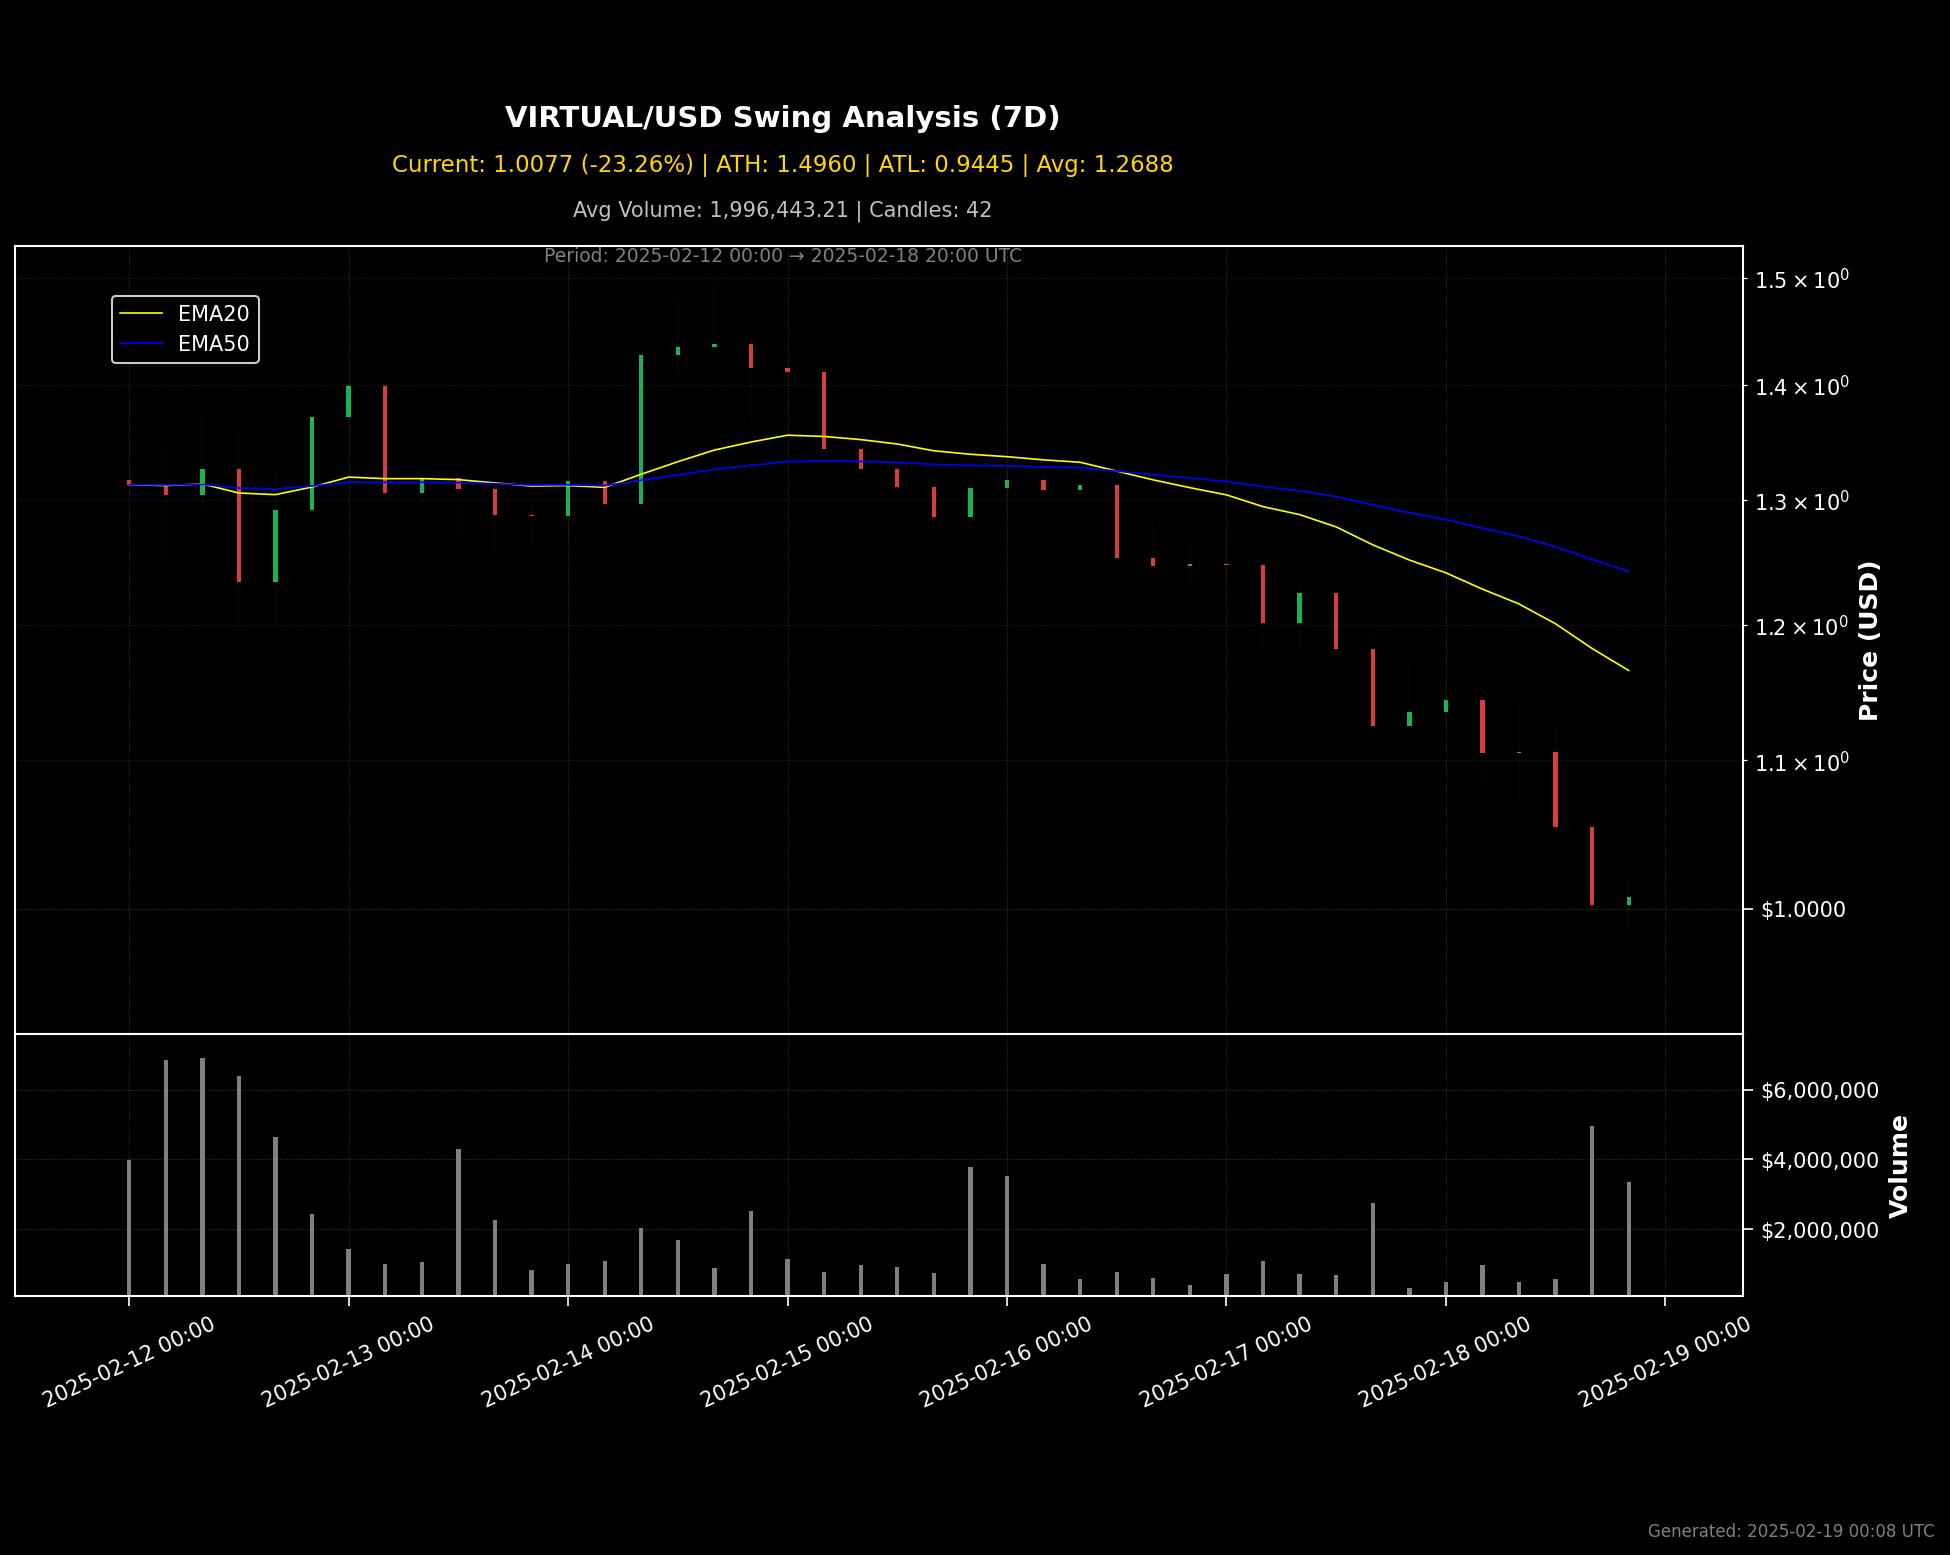 VIRTUAL/USD Swing Analysis (7D)
Current: 1.0077 (-23.26%) | ATH: 1.4960 | ATL: 0.9445 | Avg: 1.2688
Avg Volume: 1,996,443.21 | Candles: 42
Period: 2025-02-12 00:00 → 2025-02-18 20:00 UTC
EMA20
EMA50
1.5 × 10⁰
1.4 × 10⁰
1.3 × 10⁰
1.2 × 10⁰
1.1 × 10⁰
$1.0000
Price (USD)
$6,000,000
$4,000,000
$2,000,000
Volume
2025-02-12 00:00
2025-02-13 00:00
2025-02-14 00:00
2025-02-15 00:00
2025-02-16 00:00
2025-02-17 00:00
2025-02-18 00:00
2025-02-19 00:00
Generated: 2025-02-19 00:08 UTC